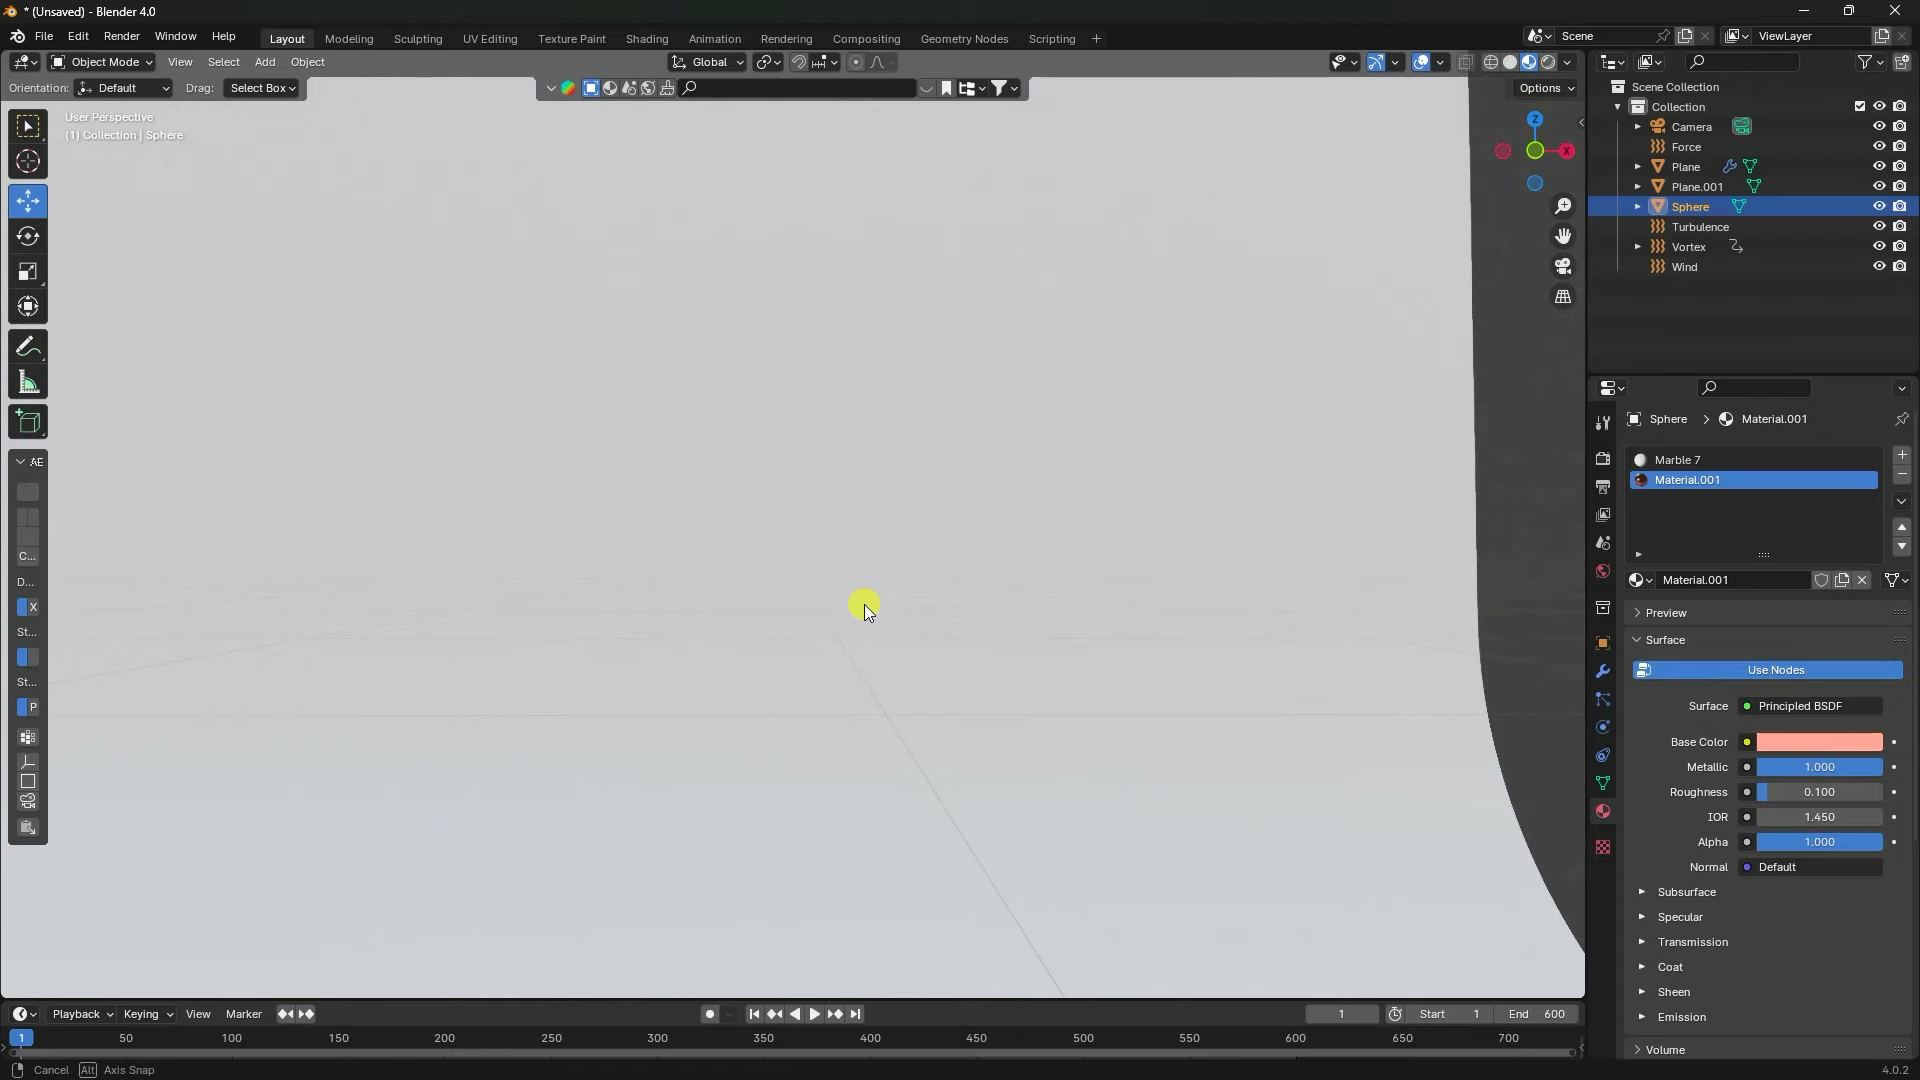 * (Unsaved) - Blender 4.0
File Edit Render Window Help
Layout Modeling Sculpting UV Editing Texture Paint Shading Animation Rendering Compositing Geometry Nodes Scripting +
Scene
ViewLayer
Object Mode View Select Add Object
Global
Orientation: Default Drag: Select Box
Options
User Perspective
(1) Collection | Sphere
Z
X
AE
C...
D...
X
St...
St...
P
Scene Collection
Collection
Camera
Force
Plane
Plane.001
Sphere
Turbulence
Vortex
Wind
Sphere > Material.001
Marble 7
Material.001
Material.001
Preview
Surface
Use Nodes
Surface Principled BSDF
Base Color
Metallic 1.000
Roughness 0.100
IOR 1.450
Alpha 1.000
Normal Default
Subsurface
Specular
Transmission
Coat
Sheen
Emission
Volume
Playback Keying View Marker
1
Start 1
End 600
1 50 100 150 200 250 300 350 400 450 500 550 600 650 700
Cancel Alt Axis Snap
4.0.2